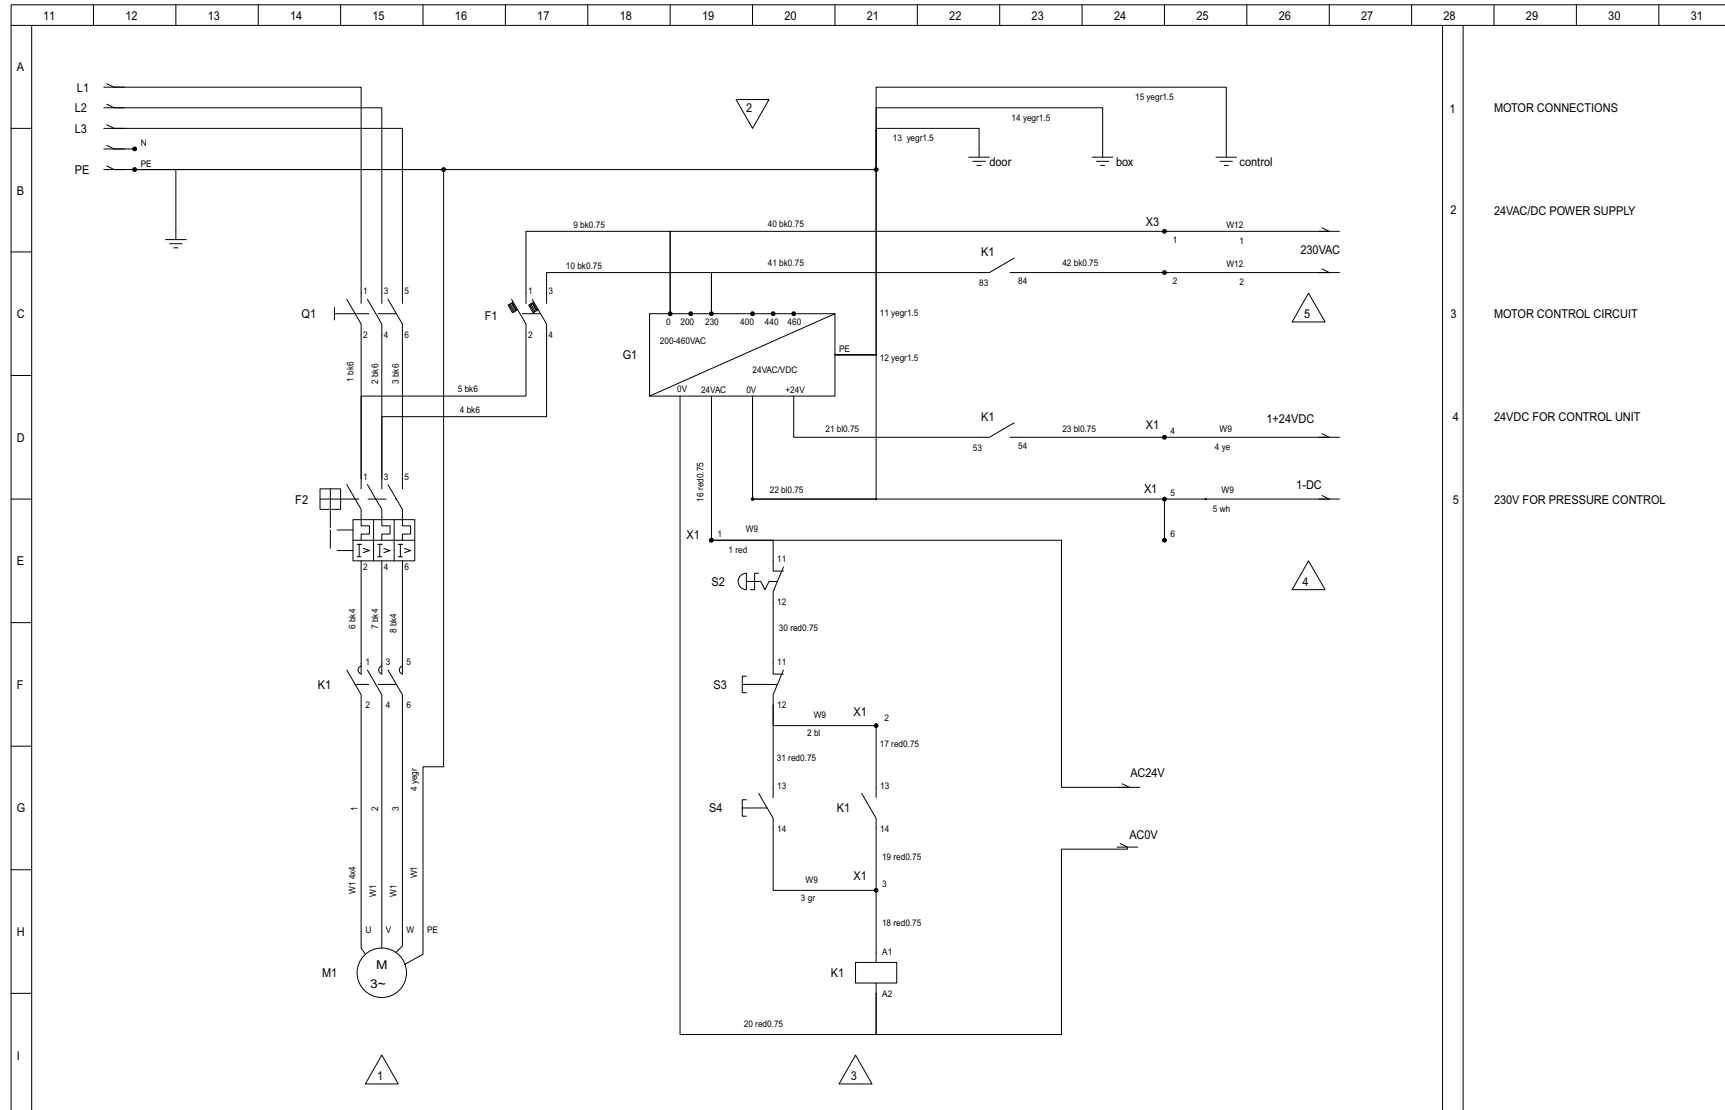 11 12 13 14 15 16 17 18 19 20 21 22 23 24 25 26 27 28 29 30 31
A
L1
15 yegr1.5
L2
2
14 yegr1.5
1 MOTOR CONNECTIONS
L3
13 yegr1.5
N
PE PE
door box control
B
2 24VAC/DC POWER SUPPLY
9 bk0.75 40 bk0.75 X3 W12
1 1
230VAC
10 bk0.75 41 bk0.75 K1 42 bk0.75 W12
83 84 2 2
1 3 5 1 3
C Q1 F1
0 200 230 400 440 460
11 yegr1.5
5
3 MOTOR CONTROL CIRCUIT
2 4 6 2 4
200-460VAC
G1 PE 12 yegr1.5
24VAC/VDC
1 bk6 2 bk6 3 bk6
5 bk6
0V 24VAC 0V +24V
4 bk6
K1 1+24VDC
4 24VDC FOR CONTROL UNIT
D
21 bl0.75 23 bl0.75 X1 4 W9
53 54 4 ye
16 red0.75
1 3 5
22 bl0.75 X1 5 W9 1-DC
F2
5 wh
5 230V FOR PRESSURE CONTROL
X1 1 W9 6
1 red
I> I> I>
E
2 4 6
11
S2
12
4
6 bk4 7 bk4 8 bk4
30 red0.75
1 3 5 11
F K1 S3
2 4 6 12
W9 X1 2
2 bl
17 red0.75
31 red0.75
4 yegr
AC24V
13 13
G 1 2 3 S4 K1
14 14
AC0V
19 red0.75
W1 4x4 W1 W1 W1
W9 X1 3
3 gr
18 red0.75
H U V W PE
A1
M1 M K1
3~
A2
20 red0.75
I
1 3